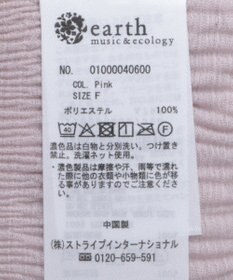 earth
music&ecology
NO. 01000040600
COL. Pink
SIZE F
ポリエステル 100%
40
濃色品は白物と分別洗い。つけ置き
禁止。洗濯ネット使用。
濃色品は摩擦や汗、雨等で濡れ
た際に他の衣類や小物類に色が移
る事がありますのでご注意ください。
中国製
(株)ストライプインターナショナル
0120-659-591